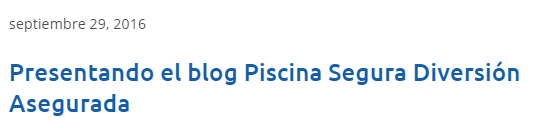 septiembre 29, 2016
Presentando el blog Piscina Segura Diversión
Asegurada